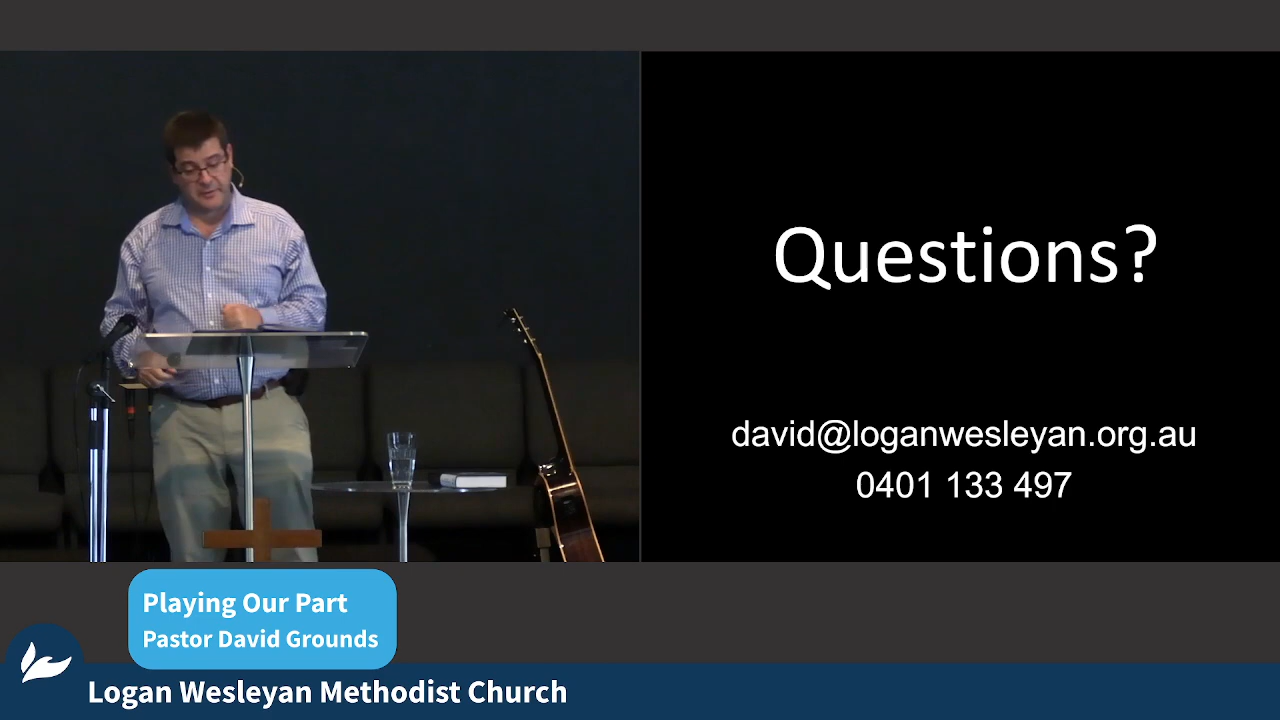 Questions?
david@loganwesleyan.org.au
0401 133 497
Playing Our Part
Pastor David Grounds
Logan Wesleyan Methodist Church